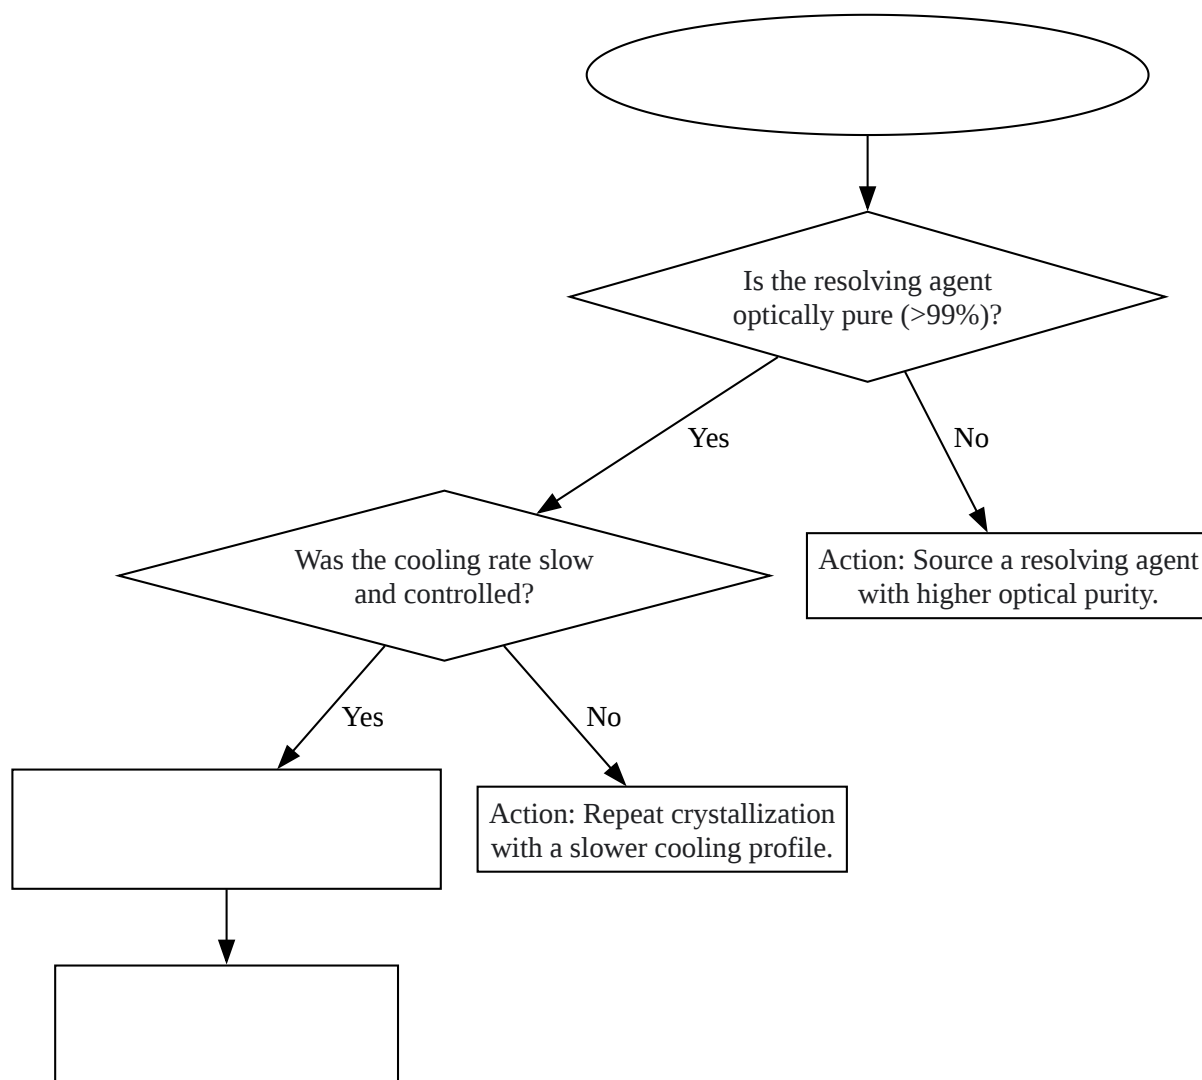 Is the resolving agent
optically pure (>99%)?
Yes
No
Was the cooling rate slow
and controlled?
Action: Source a resolving agent
with higher optical purity.
Yes
No
Action: Repeat crystallization
with a slower cooling profile.